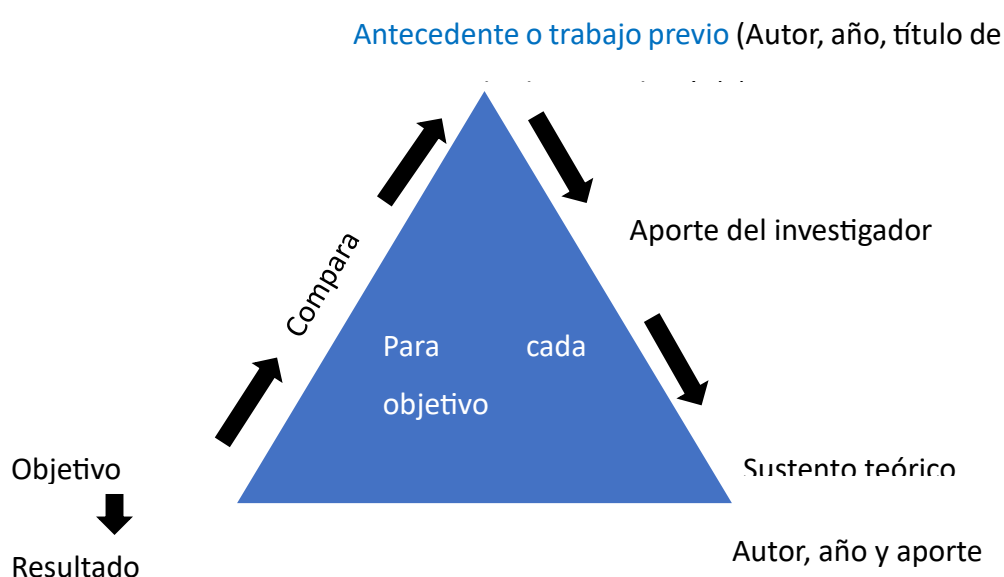 Antecedente o trabajo previo (Autor, año, título de
Aporte del investigador
Compara
Para cada
objetivo
Objetivo
Sustento teórico
Autor, año y aporte
Resultado